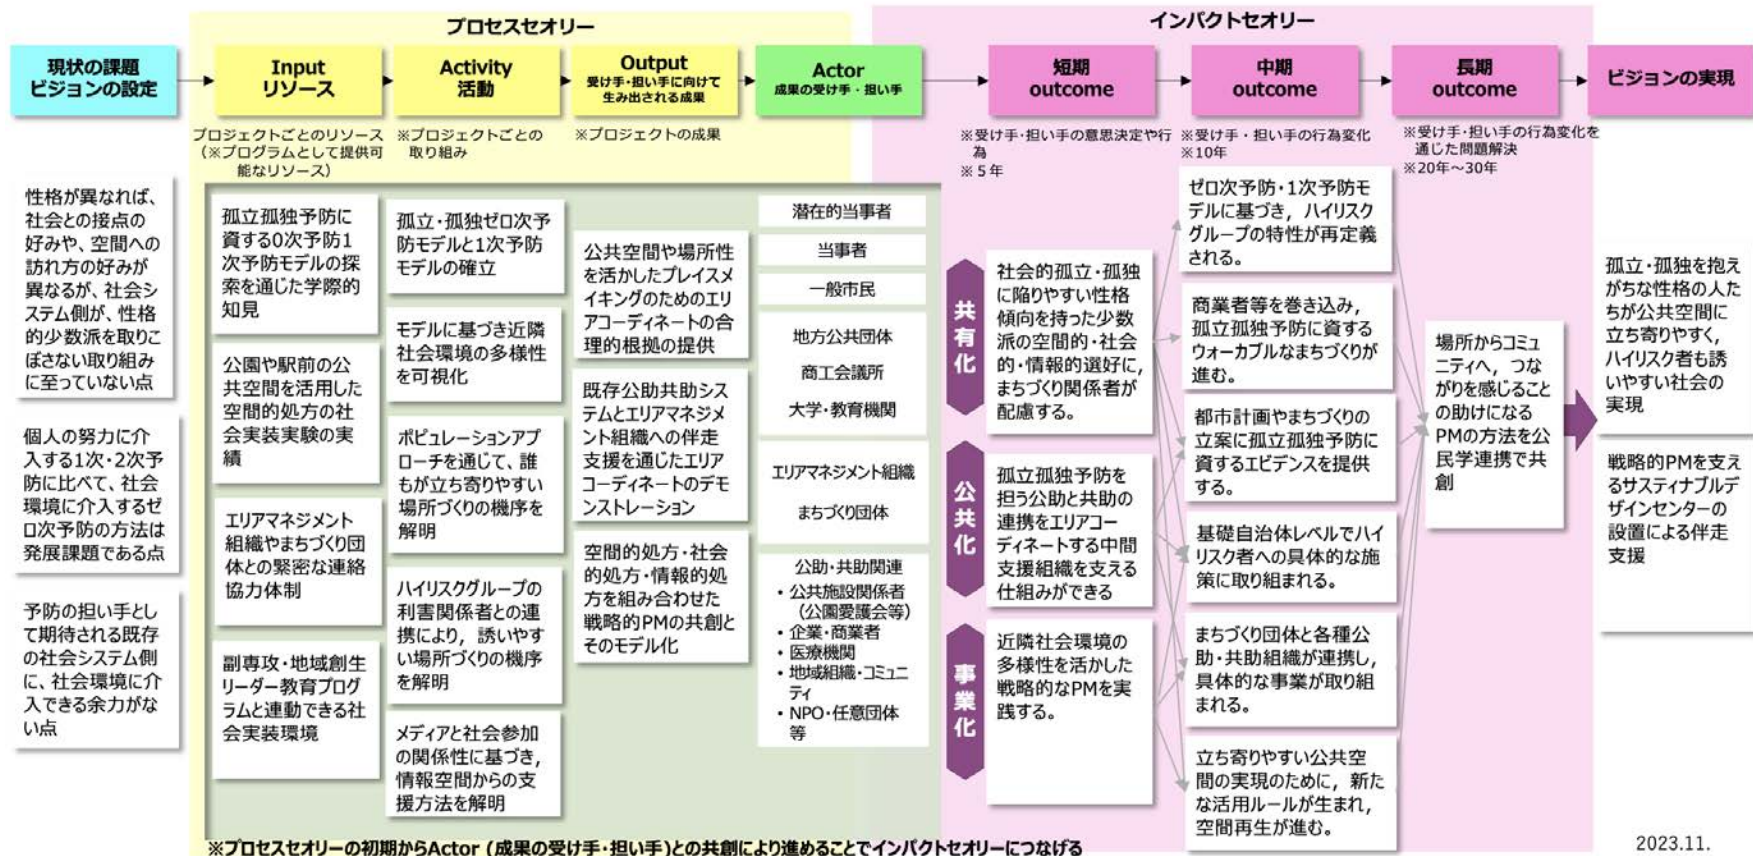 プロセスセオリー
インパクトセオリー
現状の課題
ビジョンの設定
Input
リソース
Activity
活動
Output
受け手・担い手に向けて
生み出される成果
Actor
成果の受け手・担い手
短期
outcome
中期
outcome
長期
outcome
ビジョンの実現
プロジェクトごとのリソース
（※プログラムとして提供可
能なリソース）
※プロジェクトごとの
取り組み
※プロジェクトの成果
※受け手・担い手の意思決定や行
為
※５年
※受け手・担い手の行為変化
※10年
※受け手・担い手の行為変化を
通じた問題解決
※20年～30年
性格が異なれば、
社会との接点の
好みや、空間への
訪れ方の好みが
異なるが、社会シ
ステム側が、性格
的少数派を取りこ
ぼさない取り組み
に至っていない点
個人の努力に介
入する1次・2次予
防に比べて、社会
環境に介入するゼ
ロ次予防の方法は
発展課題である点
予防の担い手とし
て期待される既存
の社会システム側
に、社会環境に介
入できる余力がな
い点
孤立孤独予防に
資する0次予防1
次予防モデルの探
索を通じた学際的
知見
公園や駅前の公
共空間を活用した
空間的処方の社
会実装実験の実
績
エリアマネジメント
組織やまちづくり団
体との緊密な連絡
協力体制
副専攻・地域創生
リーダー教育プログ
ラムと連動できる社
会実装環境
孤立・孤独ゼロ次予
防モデルと1次予防
モデルの確立
モデルに基づき近隣
社会環境の多様性
を可視化
ポピュレーションアプ
ローチを通じて、誰
もが立ち寄りやすい
場所づくりの機序を
解明
ハイリスクグループの
利害関係者との連
携により，誘いやす
い場所づくりの機序
を解明
メディアと社会参加
の関係性に基づき，
情報空間からの支
援方法を解明
公共空間や場所性
を活かしたプレイスメ
イキングのためのエリ
アコーディネートの合
理的根拠の提供
既存公助共助シス
テムとエリアマネジメ
ント組織への伴走
支援を通じたエリア
コーディネートのデモ
ンストレーション
空間的処方・社会
的処方・情報的処
方を組み合わせた
戦略的PMの共創と
そのモデル化
潜在的当事者
当事者
一般市民
地方公共団体
商工会議所
大学・教育機関
エリアマネジメント組織
まちづくり団体
公助・共助関連
・公共施設関係者
（公園愛護会等）
・企業・商業者
・医療機関
・地域組織・コミュニ
ティ
・NPO・任意団体
等
共有化
公共化
事業化
社会的孤立・孤独
に陥りやすい性格
傾向を持った少数
派の空間的・社会
的・情報的選好に，
まちづくり関係者が
配慮する。
孤立孤独予防を
担う公助と共助の
連携をエリアコー
ディネートする中間
支援組織を支える
仕組みができる
近隣社会環境の
多様性を活かした
戦略的なPMを実
践する。
ゼロ次予防・1次予防モ
デルに基づき，ハイリスク
グループの特性が再定義
される。
商業者等を巻き込み，
孤立孤独予防に資する
ウォーカブルなまちづくりが
進む。
都市計画やまちづくりの
立案に孤立孤独予防に
資するエビデンスを提供
する。
基礎自治体レベルでハイ
リスク者への具体的な施
策に取り組まれる。
まちづくり団体と各種公
助・共助組織が連携し，
具体的な事業が取り組
まれる。
立ち寄りやすい公共空
間の実現のために，新た
な活用ルールが生まれ，
空間再生が進む。
場所からコミュ
ニティへ，つな
がりを感じること
の助けになる
PMの方法を公
民学連携で共
創
孤立・孤独を抱え
がちな性格の人た
ちが公共空間に
立ち寄りやすく，
ハイリスク者も誘
いやすい社会の
実現
戦略的PMを支え
るサスティナブルデ
ザインセンターの
設置による伴走
支援
※プロセスセオリーの初期からActor（成果の受け手・担い手）との共創により進めることでインパクトセオリーにつなげる
2023.11.